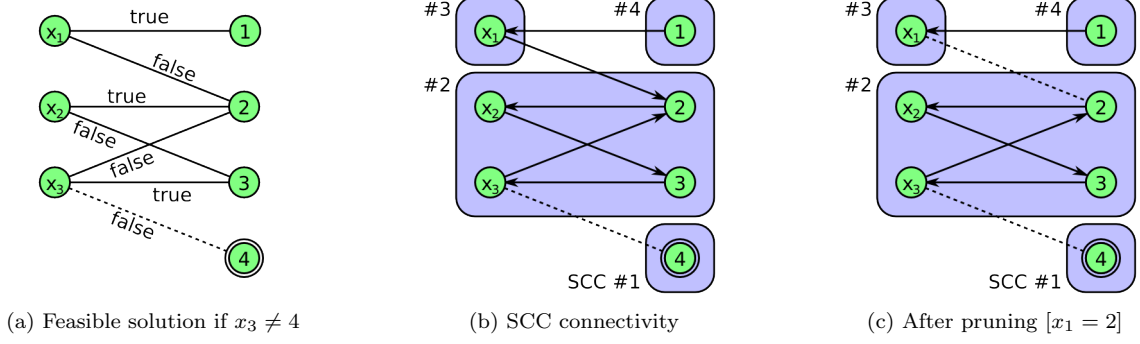 true
x1
1
false
true
x2
2
false
false
x3
3
true
false
4
(a) Feasible solution if x3 ≠ 4
#3
#4
x1
1
#2
x2
2
x3
3
4
SCC #1
(b) SCC connectivity
#3
#4
x1
1
#2
x2
2
x3
3
4
SCC #1
(c) After pruning [x1 = 2]